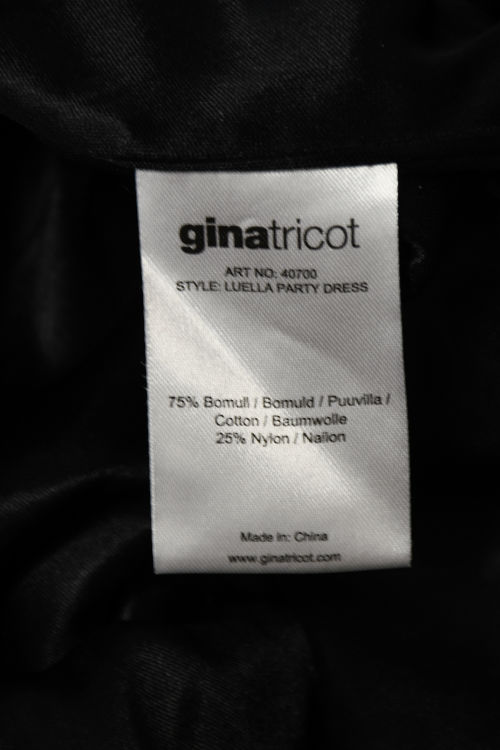 ginatricot
ART NO: 40700
STYLE: LUELLA PARTY DRESS
75% Bomull / Bomuld / Puuvilla /
Cotton / Baumwolle
25% Nylon / Nailon
Made in: China
www.ginatricot.com